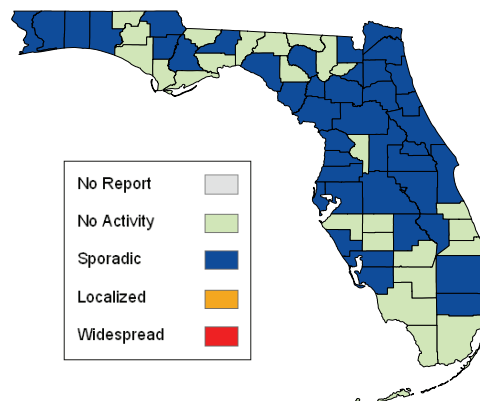 No Report
No Activity
Sporadic
Localized
Widespread